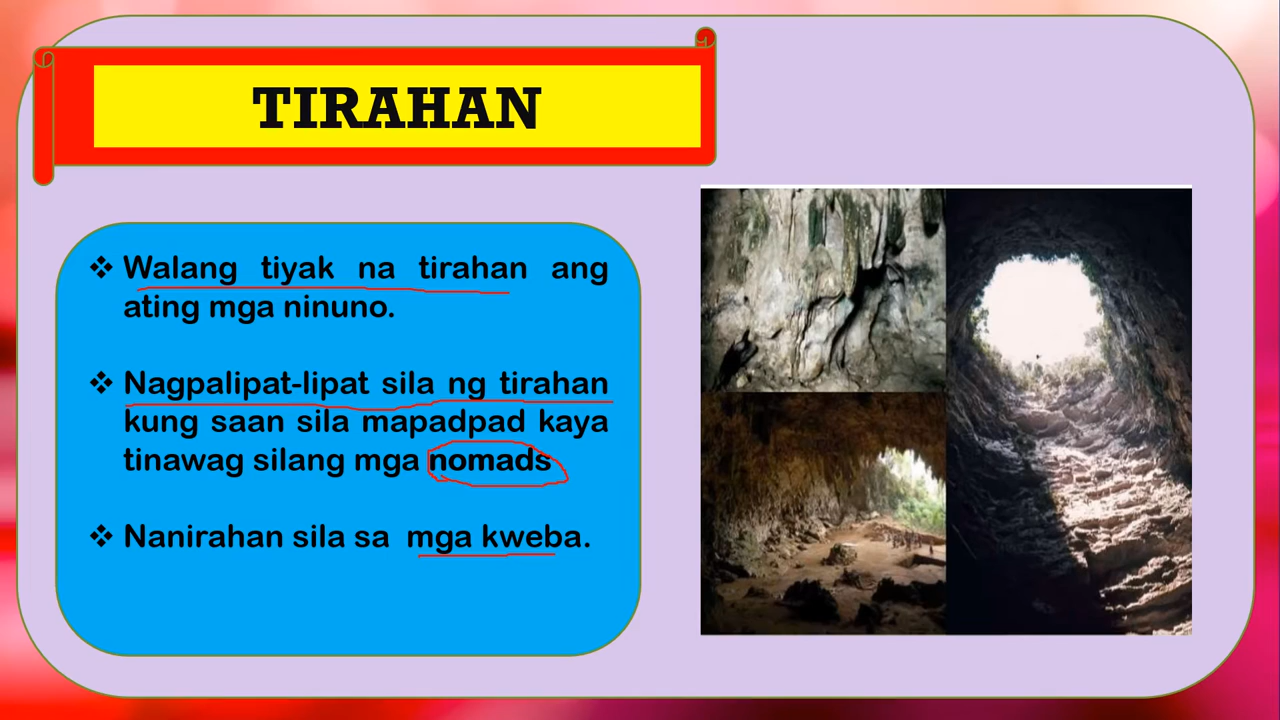 TIRAHAN
❖ Walang tiyak na tirahan ang
ating mga ninuno.
❖ Nagpalipat-lipat sila ng tirahan
kung saan sila mapadpad kaya
tinawag silang mga nomads
❖ Nanirahan sila sa mga kweba.